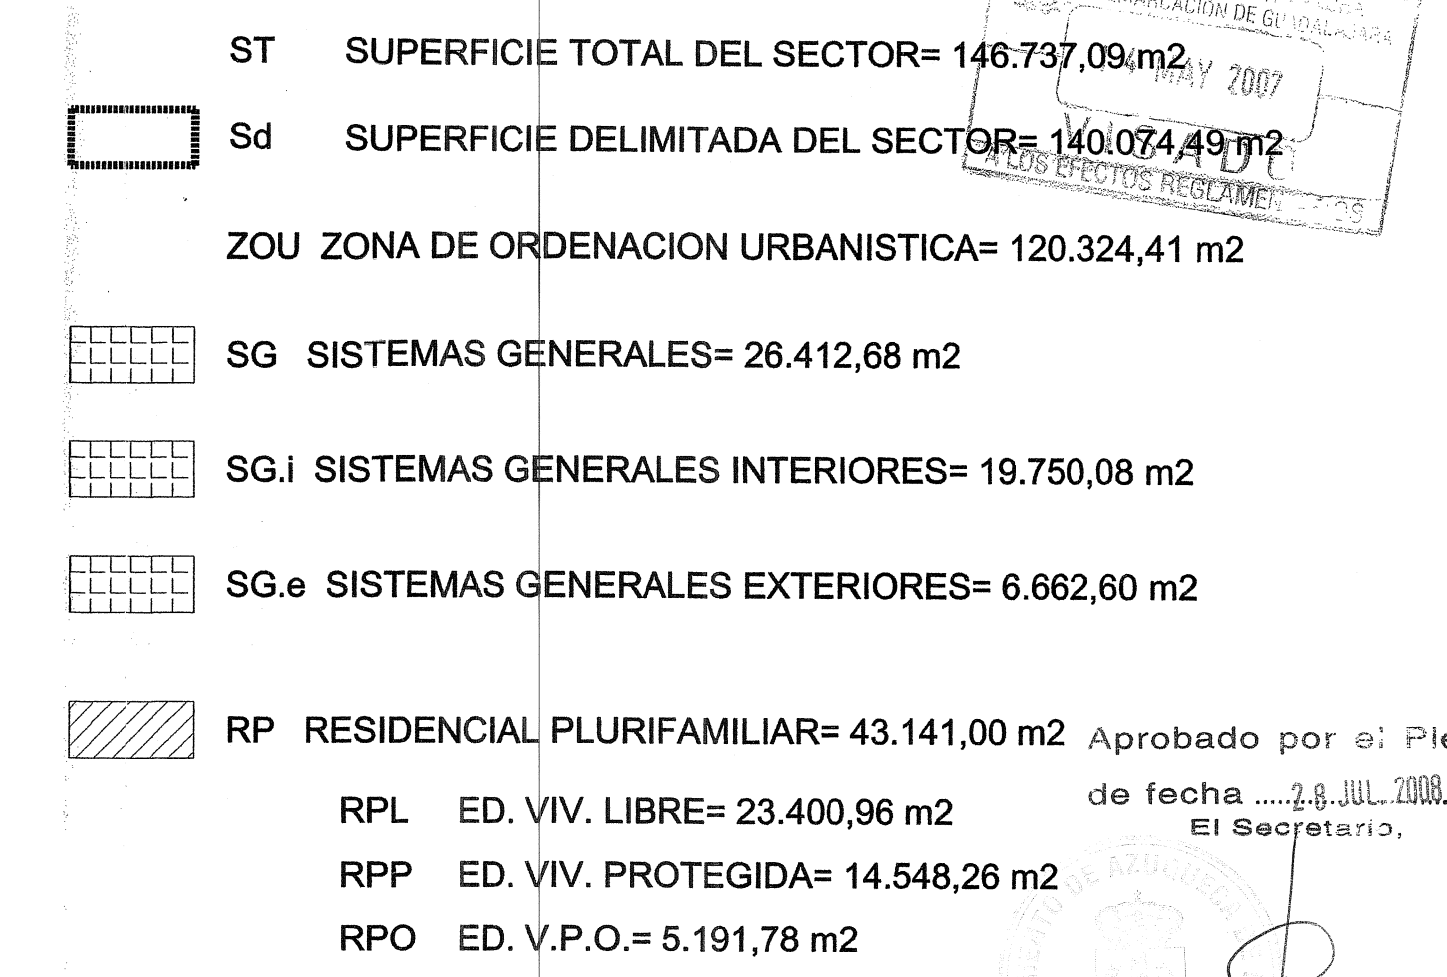 DE GUADALAJARA
ST SUPERFICIE TOTAL DEL SECTOR= 146.737,09 m2
MAY 2007
Sd SUPERFICIE DELIMITADA DEL SECTOR= 140.074,49 m2
VISADO
A LOS EFECTOS REGLAMENTARIOS
ZOU ZONA DE ORDENACION URBANISTICA= 120.324,41 m2
SG SISTEMAS GENERALES= 26.412,68 m2
SG.i SISTEMAS GENERALES INTERIORES= 19.750,08 m2
SG.e SISTEMAS GENERALES EXTERIORES= 6.662,60 m2
RP RESIDENCIAL PLURIFAMILIAR= 43.141,00 m2
Aprobado por el
de fecha 28 JUL. 2008.
El Secretario,
RPL ED. VIV. LIBRE= 23.400,96 m2
RPP ED. VIV. PROTEGIDA= 14.548,26 m2
RPO ED. V.P.O.= 5.191,78 m2
DE AZUQUECA